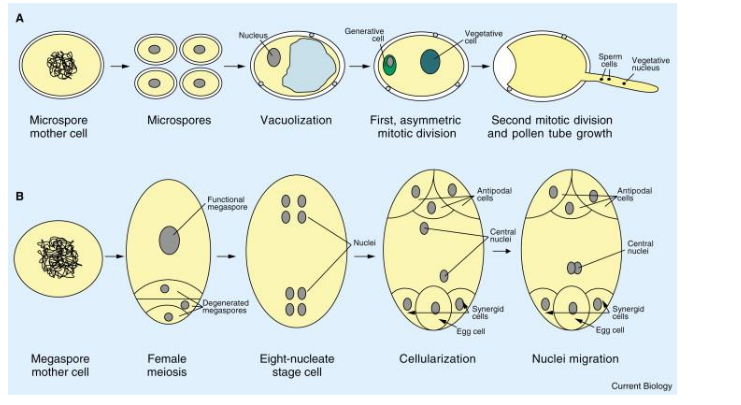 A
Nucleus
Generative
cell
Vegetative
cell
Sperm
cells
Vegetative
nucleus
Microspore
mother cell
Microspores
Vacuolization
First, asymmetric
mitotic division
Second mitotic division
and pollen tube growth
B
Functional
megaspore
Degenerated
megaspores
Nuclei
Antipodal
cells
Central
nuclei
Synergid
cells
Egg cell
Antipodal
cells
Central
nuclei
Synergid
cells
Egg cell
Megaspore
mother cell
Female
meiosis
Eight-nucleate
stage cell
Cellularization
Nuclei migration
Current Biology